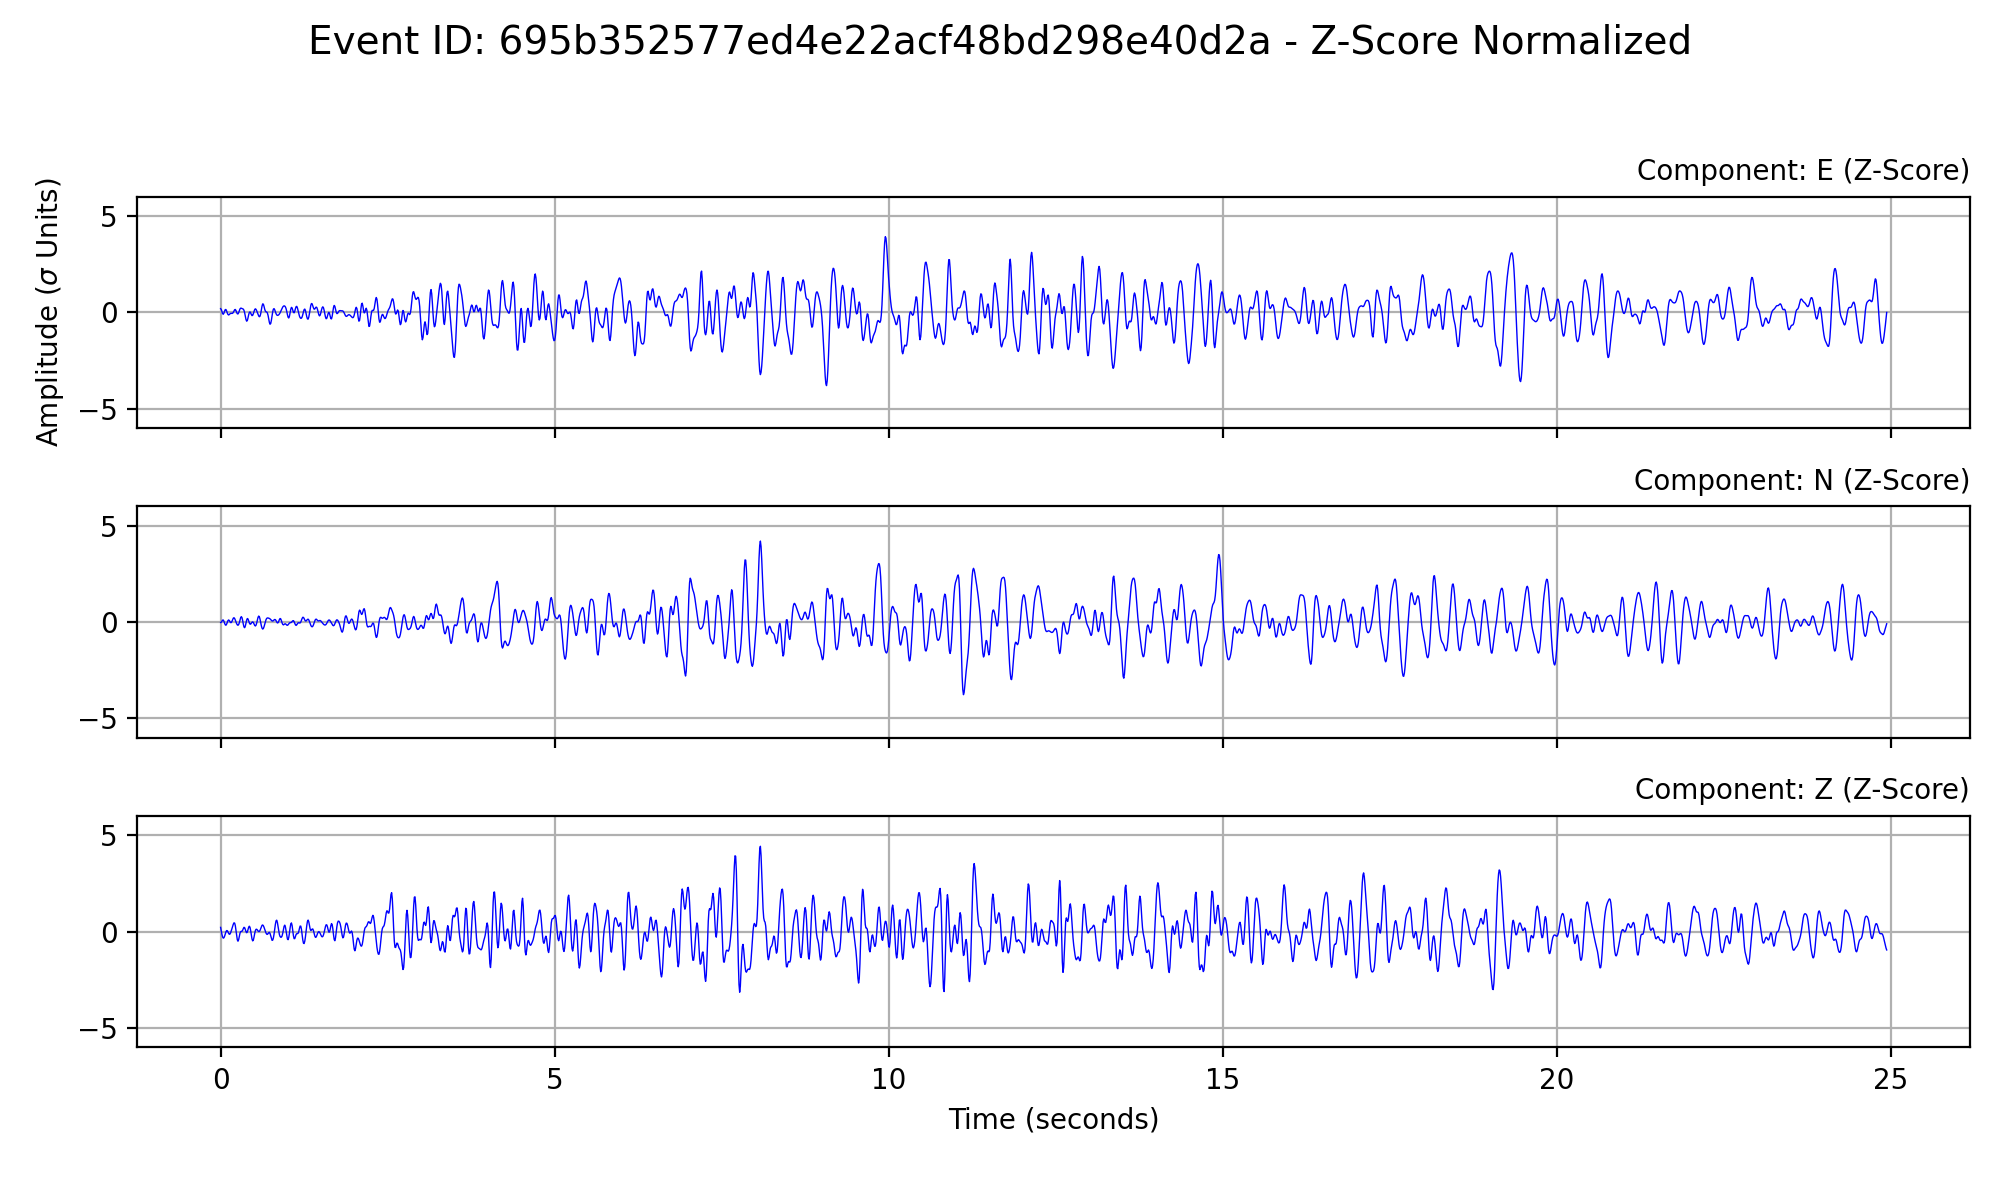 Event ID: 695b352577ed4e22acf48bd298e40d2a - Z-Score Normalized
Component: E (Z-Score)
Amplitude (σ Units)
5
0
−5
Component: N (Z-Score)
5
0
−5
Component: Z (Z-Score)
5
0
−5
0 5 10 15 20 25
Time (seconds)